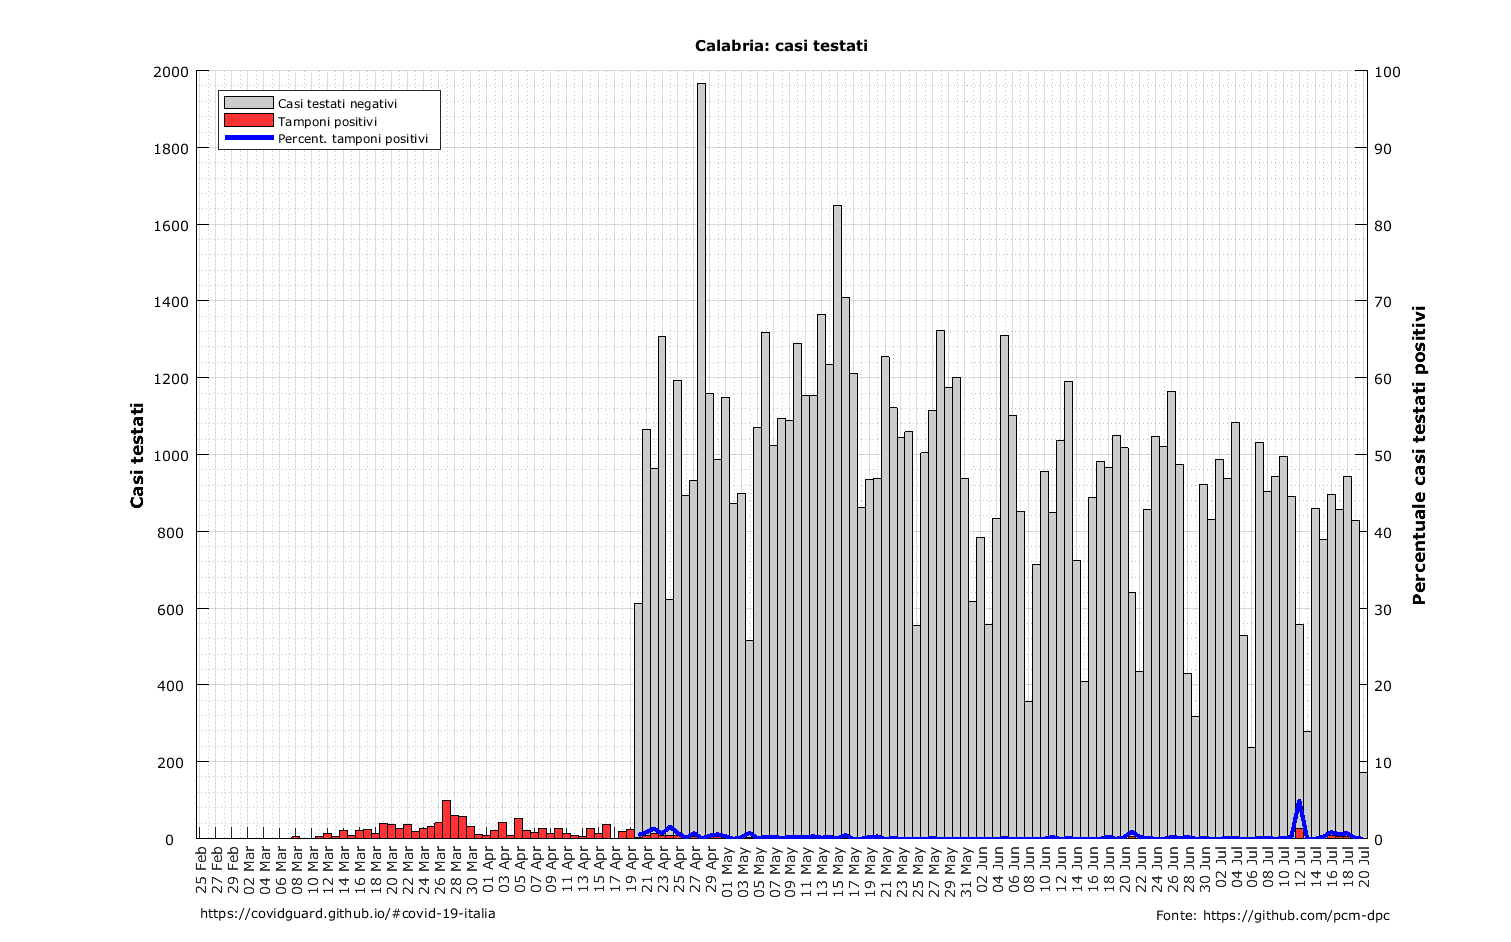 Calabria: casi testati
Casi testati negativi
Tamponi positivi
Percent. tamponi positivi
Casi testati
2000
1800
1600
1400
1200
1000
800
600
400
200
0
100
90
80
70
60
50
40
30
20
10
0
Percentuale casi testati positivi
25 Feb
27 Feb
29 Feb
02 Mar
04 Mar
06 Mar
08 Mar
10 Mar
12 Mar
14 Mar
16 Mar
18 Mar
20 Mar
22 Mar
24 Mar
26 Mar
28 Mar
30 Mar
01 Apr
03 Apr
05 Apr
07 Apr
09 Apr
11 Apr
13 Apr
15 Apr
17 Apr
19 Apr
21 Apr
23 Apr
25 Apr
27 Apr
29 Apr
01 May
03 May
05 May
07 May
09 May
11 May
13 May
15 May
17 May
19 May
21 May
23 May
25 May
27 May
29 May
31 May
02 Jun
04 Jun
06 Jun
08 Jun
10 Jun
12 Jun
14 Jun
16 Jun
18 Jun
20 Jun
22 Jun
24 Jun
26 Jun
28 Jun
30 Jun
02 Jul
04 Jul
06 Jul
08 Jul
10 Jul
12 Jul
14 Jul
16 Jul
18 Jul
20 Jul
https://covidguard.github.io/#covid-19-italia
Fonte: https://github.com/pcm-dpc